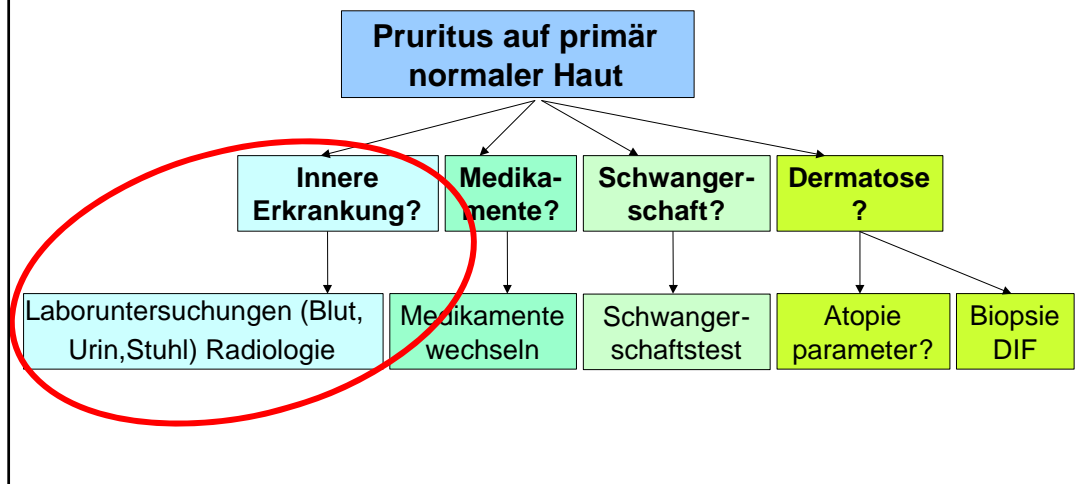 Pruritus auf primär
normaler Haut
Innere
Erkrankung?
Medika-
mente?
Schwanger-
schaft?
Dermatose
?
Laboruntersuchungen (Blut,
Urin,Stuhl) Radiologie
Medikamente
wechseln
Schwanger-
schaftstest
Atopie
parameter?
Biopsie
DIF